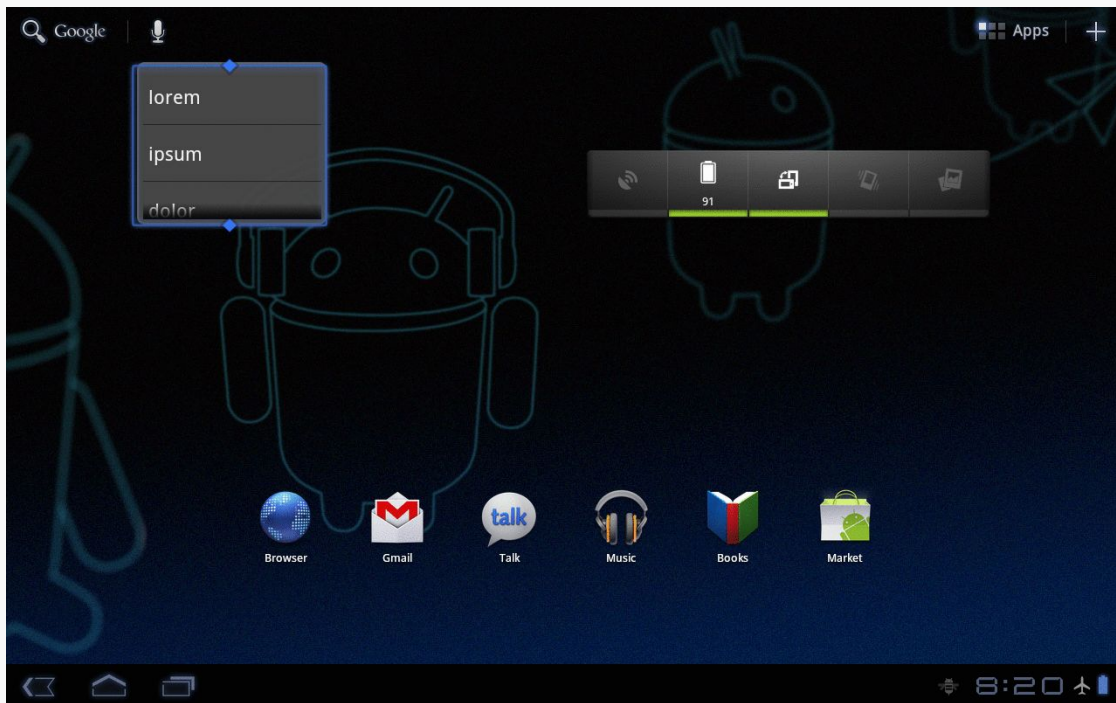 Google
Apps
lorem
ipsum
dolor
91
talk
Browser
Gmail
Talk
Music
Books
Market
8:20